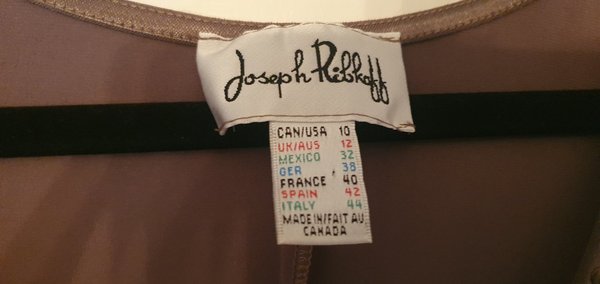 Joseph Ribkoff
CAN/USA 10
UK/AUS 12
MEXICO 32
GER 38
FRANCE 40
SPAIN 42
ITALY 44
MADE IN/FAIT AU
CANADA